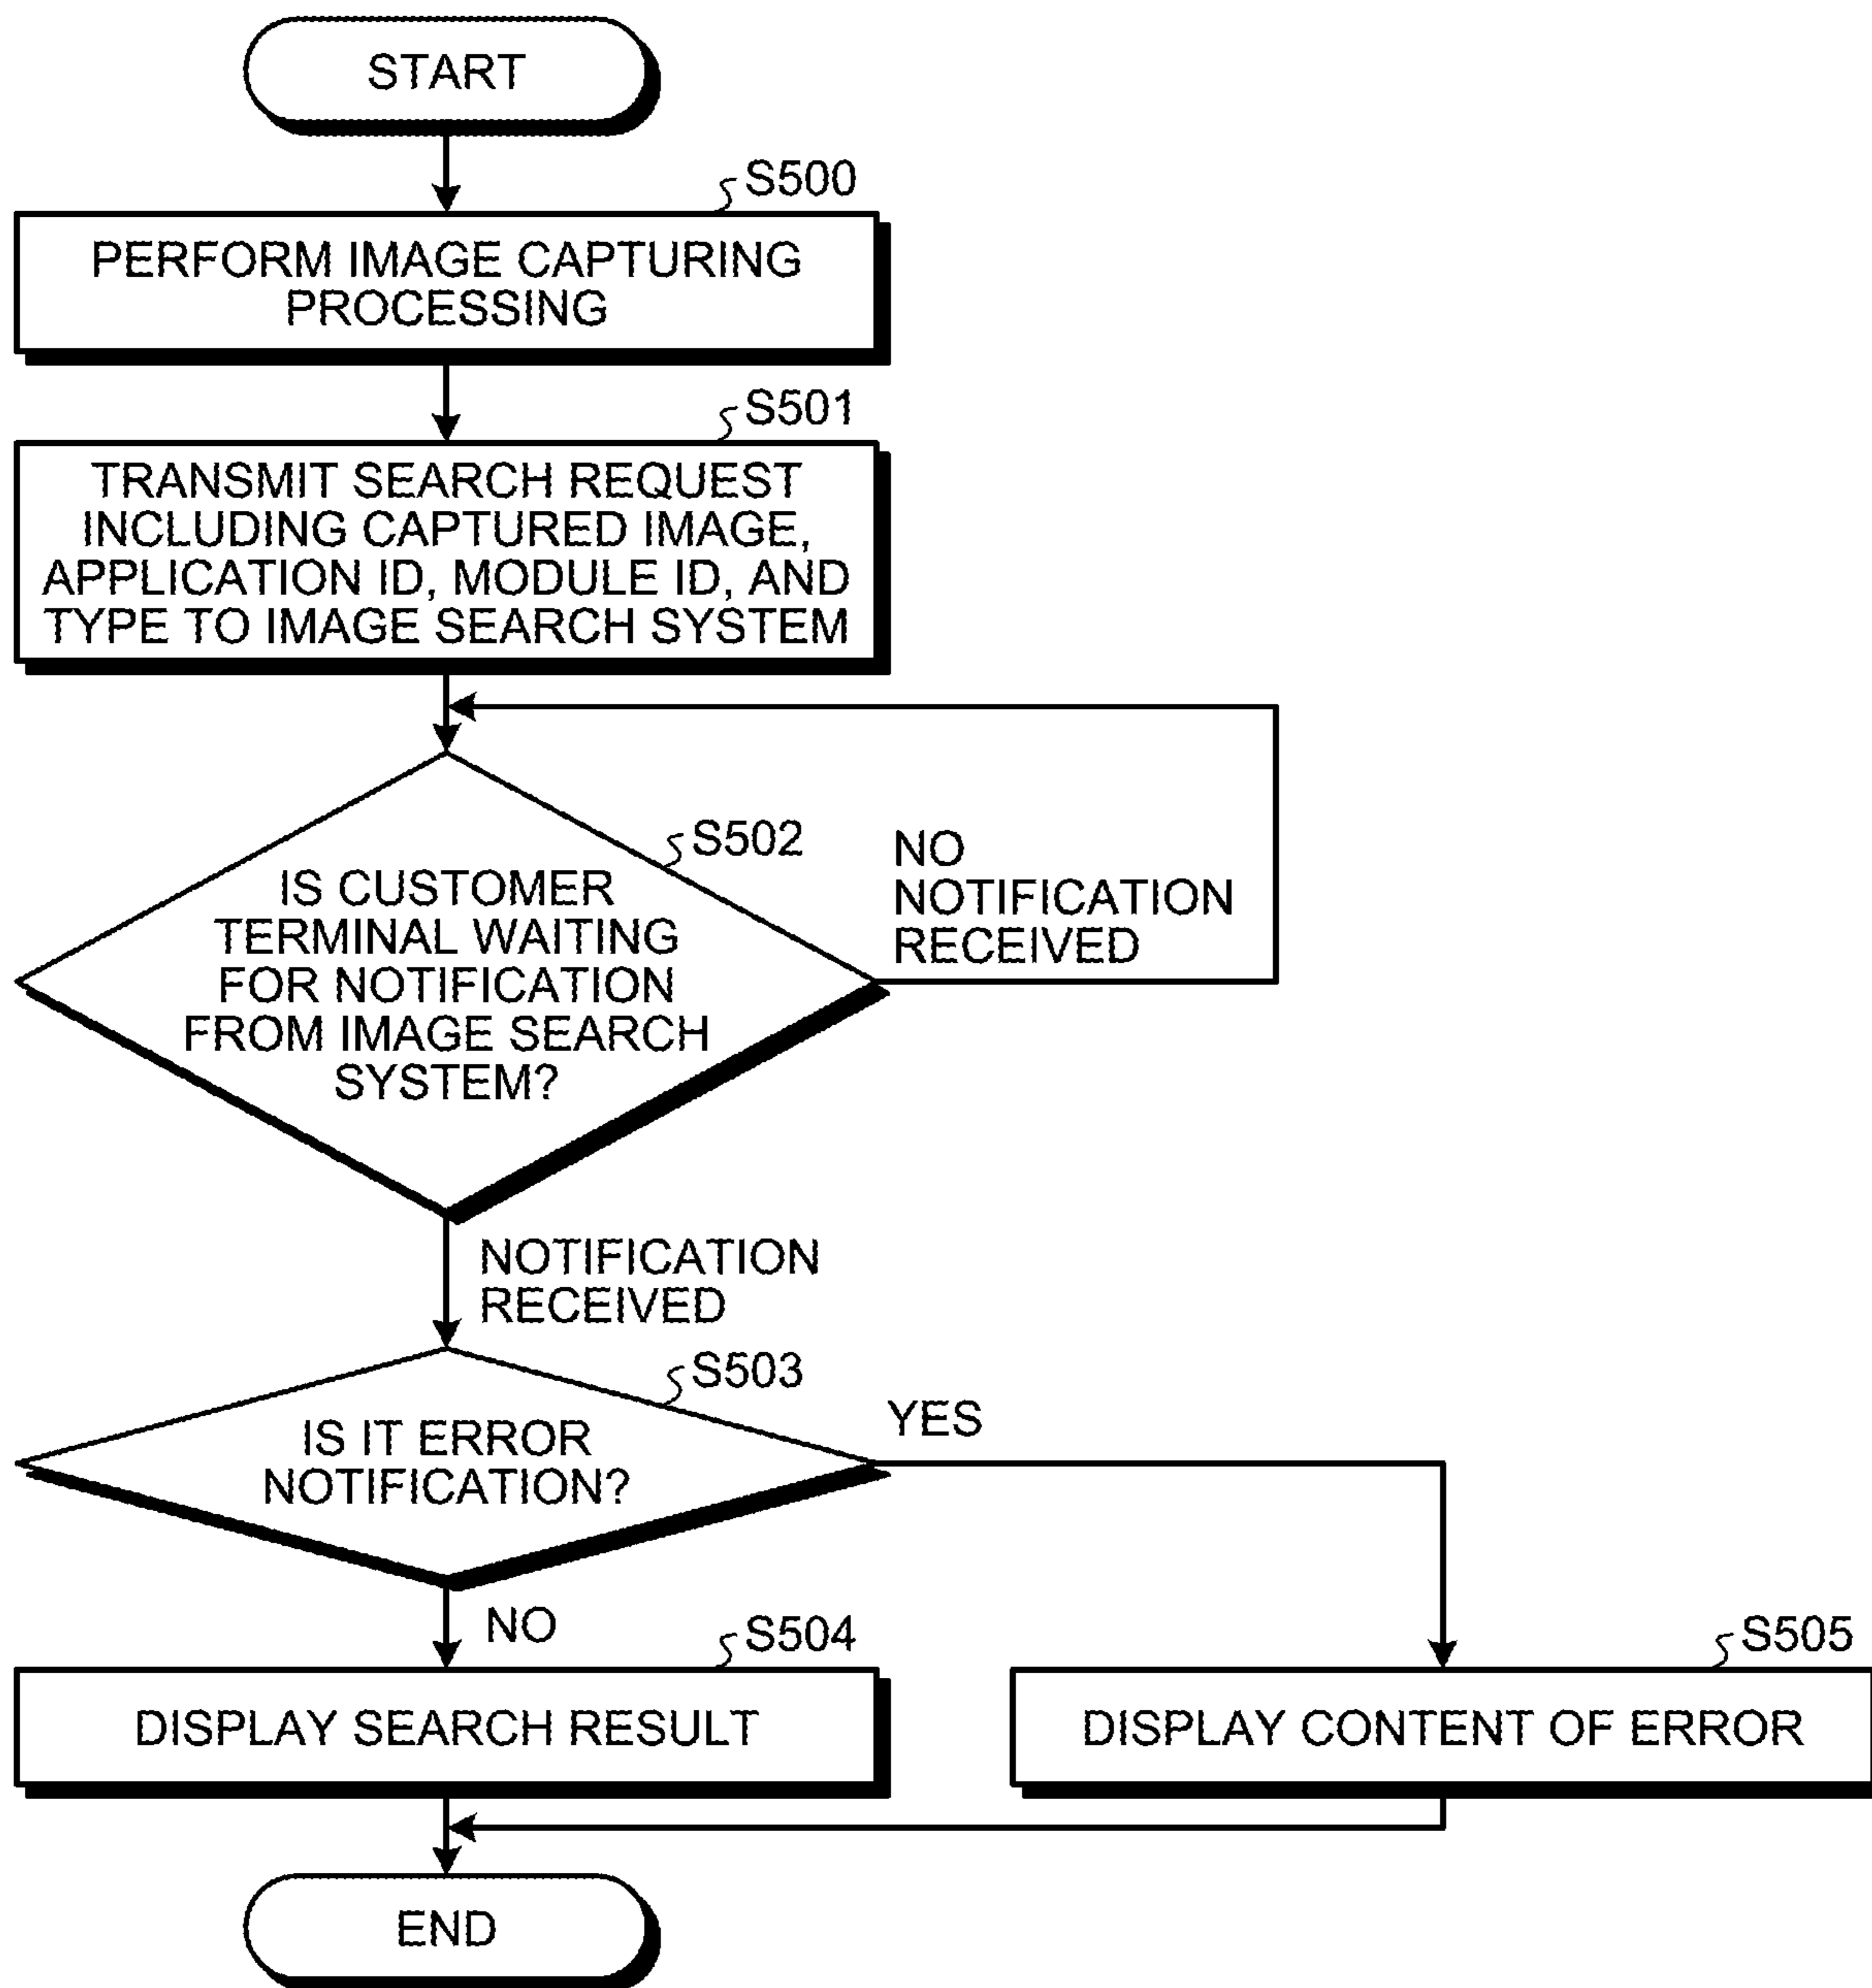 START
S500
PERFORM IMAGE CAPTURING
PROCESSING
S501
TRANSMIT SEARCH REQUEST
INCLUDING CAPTURED IMAGE,
APPLICATION ID, MODULE ID, AND
TYPE TO IMAGE SEARCH SYSTEM
S502
IS CUSTOMER
TERMINAL WAITING
FOR NOTIFICATION
FROM IMAGE SEARCH
SYSTEM?
NO
NOTIFICATION
RECEIVED
NOTIFICATION
RECEIVED
S503
IS IT ERROR
NOTIFICATION?
YES
NO
S504
DISPLAY SEARCH RESULT
S505
DISPLAY CONTENT OF ERROR
END